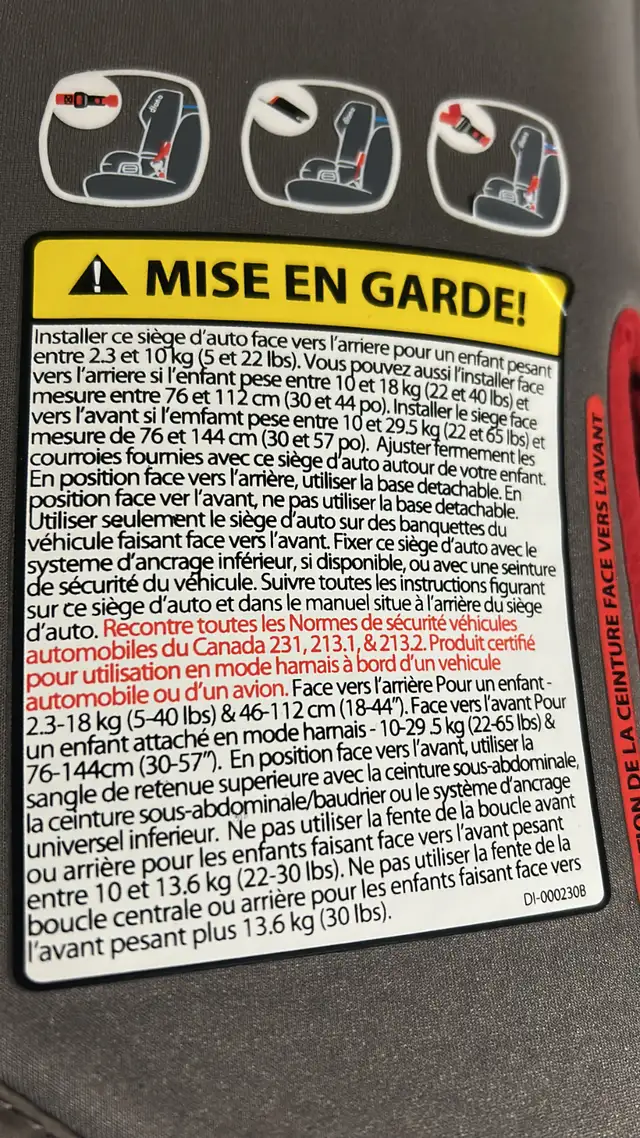 MISE EN GARDE!
Installer ce siège d'auto face vers l'arriere pour un enfant pesant
entre 2.3 et 10 kg (5 et 22 lbs). Vous pouvez aussi l'installer face
vers l'arriere si l'enfant pese entre 10 et 18 kg (22 et 40 lbs) et
mesure entre 76 et 112 cm (30 et 44 po). Installer le siege face
vers l'avant si l'emfamt pese entre 10 et 29.5 kg (22 et 65 lbs) et
mesure de 76 et 144 cm (30 et 57 po). Ajuster fermement les
courroies fournies avec ce siège d'auto autour de votre enfant.
En position face vers l'arrière, utiliser la base detachable. En
position face ver l'avant, ne pas utiliser la base detachable.
Utiliser seulement le siège d'auto sur des banquettes du
véhicule faisant face vers l'avant. Fixer ce siège d'auto avec le
systeme d'ancrage inférieur, si disponible, ou avec une seinture
de sécurité du véhicule. Suivre toutes les instructions figurant
sur ce siège d'auto et dans le manuel situe à l'arrière du siège
d'auto. Recontre toutes les Normes de sécurité véhicules
automobiles du Canada 231, 213.1, & 213.2. Produit certifié
pour utilisation en mode harnais à bord d'un vehicule
automobile ou d'un avion. Face vers l'arrière Pour un enfant -
2.3-18 kg (5-40 lbs) & 46-112 cm (18-44"). Face vers l'avant Pour
un enfant attaché en mode harnais - 10-29.5 kg (22-65 lbs) &
76-144cm (30-57"). En position face vers l'avant, utiliser la
sangle de retenue superieure avec la ceinture sous-abdominale,
la ceinture sous-abdominale/baudrier ou le système d'ancrage
universel inferieur. Ne pas utiliser la fente de la boucle avant
ou arrière pour les enfants faisant face vers l'avant pesant
entre 10 et 13.6 kg (22-30 lbs). Ne pas utiliser la fente de la
boucle centrale ou arrière pour les enfants faisant face vers
l'avant pesant plus 13.6 kg (30 lbs).
DI-000230B
DE LA CEINTURE FACE VERS L'AVANT